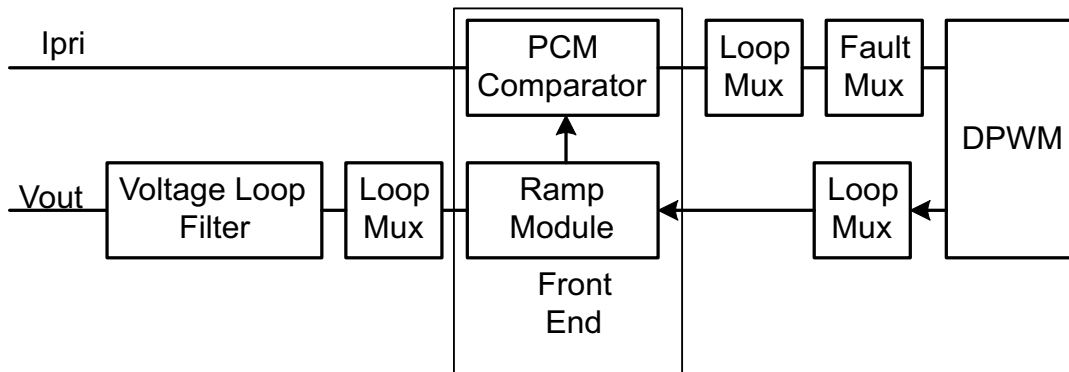 Ipri
PCM
Comparator
Loop
Mux
Fault
Mux
DPWM
Vout
Voltage Loop
Filter
Loop
Mux
Ramp
Module
Loop
Mux
Front
End